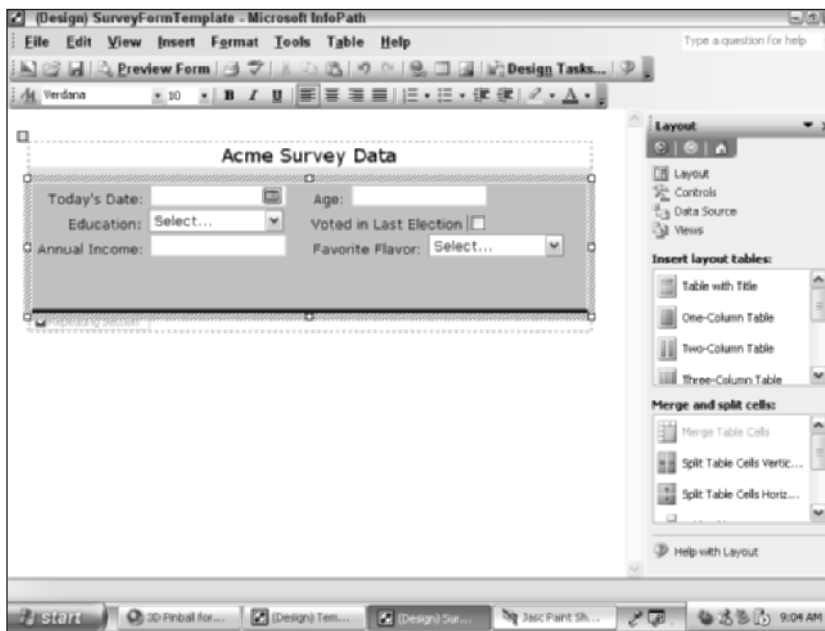 (Design) SurveyFormTemplate - Microsoft InfoPath
File Edit View Insert Format Tools Table Help
Type a question for help
Preview Form Design Tasks...
Verdana 10 B I U A
Layout
Acme Survey Data
Today's Date: Age:
Education: Select... Voted in Last Election
Annual Income: Favorite Flavor: Select...
Repeating Section
Layout
Controls
Data Source
Views
Insert layout tables:
Table with Title
One-Column Table
Two-Column Table
Three-Column Table
Merge and split cells:
Merge Table Cells
Split Table Cells Vertic...
Split Table Cells Horiz...
Help with Layout
start 3D Pinball for... (Design) Tem... (Design) Sur... Jasc Paint Sh... 9:04 AM